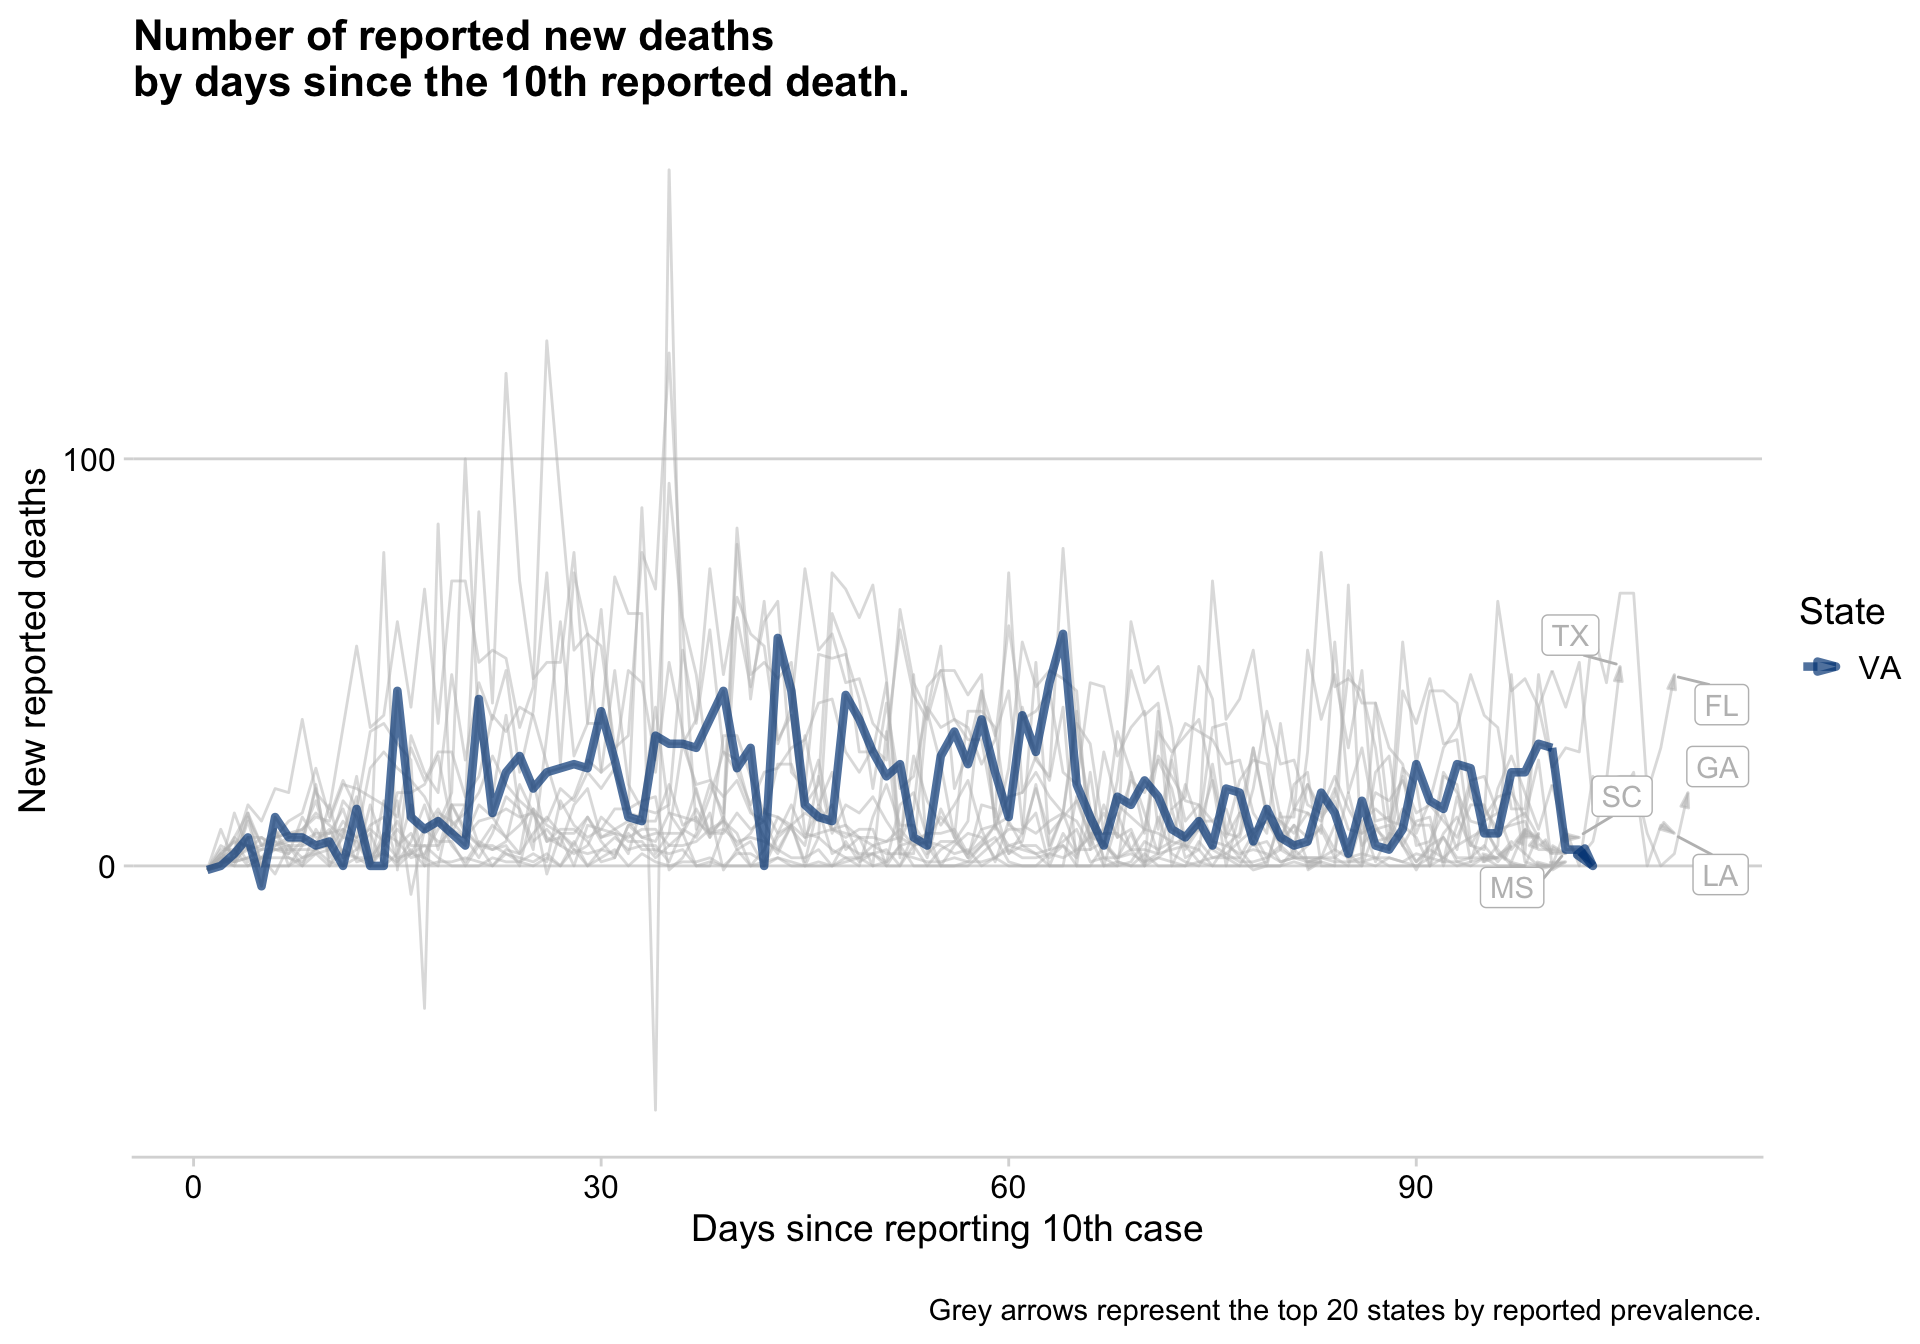 Number of reported new deaths
by days since the 10th reported death.
New reported deaths
100
0
TX
FL
GA
SC
MS
LA
State
VA
0
30
60
90
Days since reporting 10th case
Grey arrows represent the top 20 states by reported prevalence.